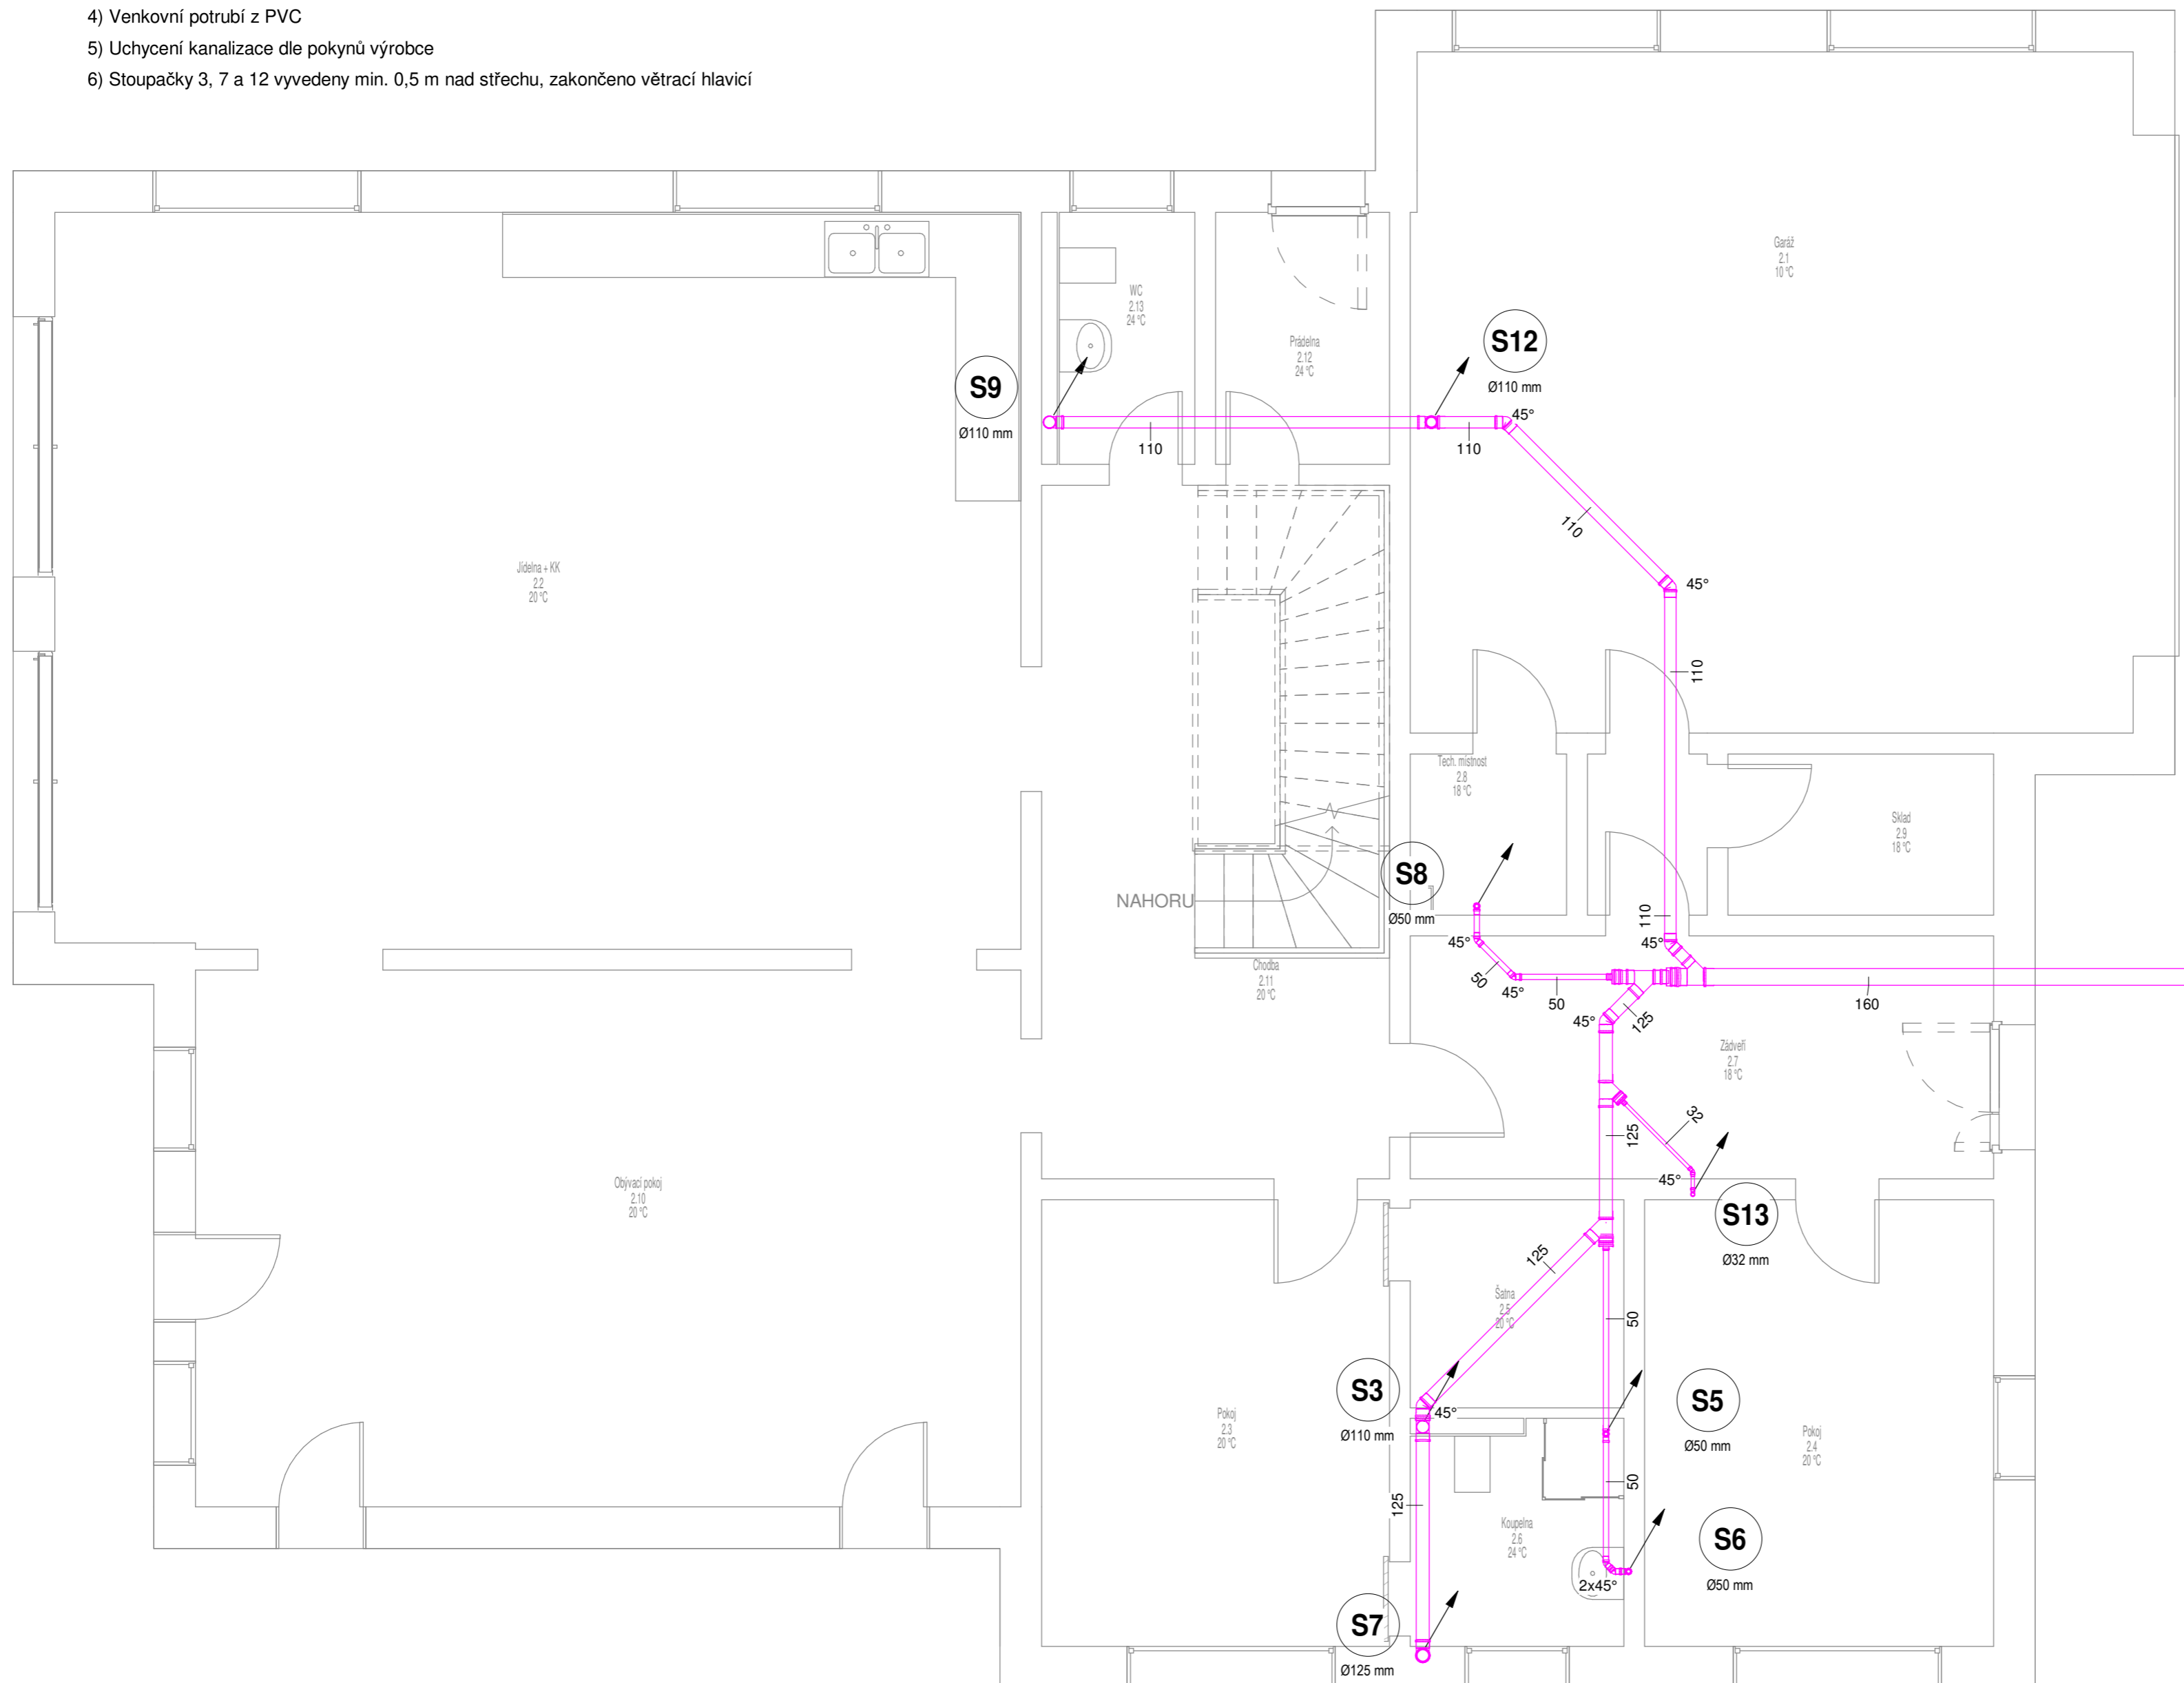 4) Venkovní potrubí z PVC
5) Uchycení kanalizace dle pokynů výrobce
6) Stoupačky 3, 7 a 12 vyvedeny min. 0,5 m nad střechu, zakončeno větrací hlavicí
Garáž
2.1
10 °C
WC
2.13
24 °C
Prádelna
2.12
24 °C
S12
Ø110 mm
S9
Ø110 mm
45°
110
110
110
45°
Jídelna + KK
2.2
20 °C
110
Tech. místnost
2.8
18 °C
Sklad
2.9
18 °C
S8
Ø50 mm
NAHORU
110
45°
45°
50
45°
50
160
Chodba
2.11
20 °C
125
45°
Zádveří
2.7
18 °C
32
125
45°
S13
Ø32 mm
Obývací pokoj
2.10
20 °C
125
Šatna
2.5
20 °C
50
S3
Ø110 mm
45°
S5
Ø50 mm
Pokoj
2.3
20 °C
Pokoj
2.4
20 °C
50
125
Koupelna
2.6
24 °C
S6
Ø50 mm
2x45°
S7
Ø125 mm